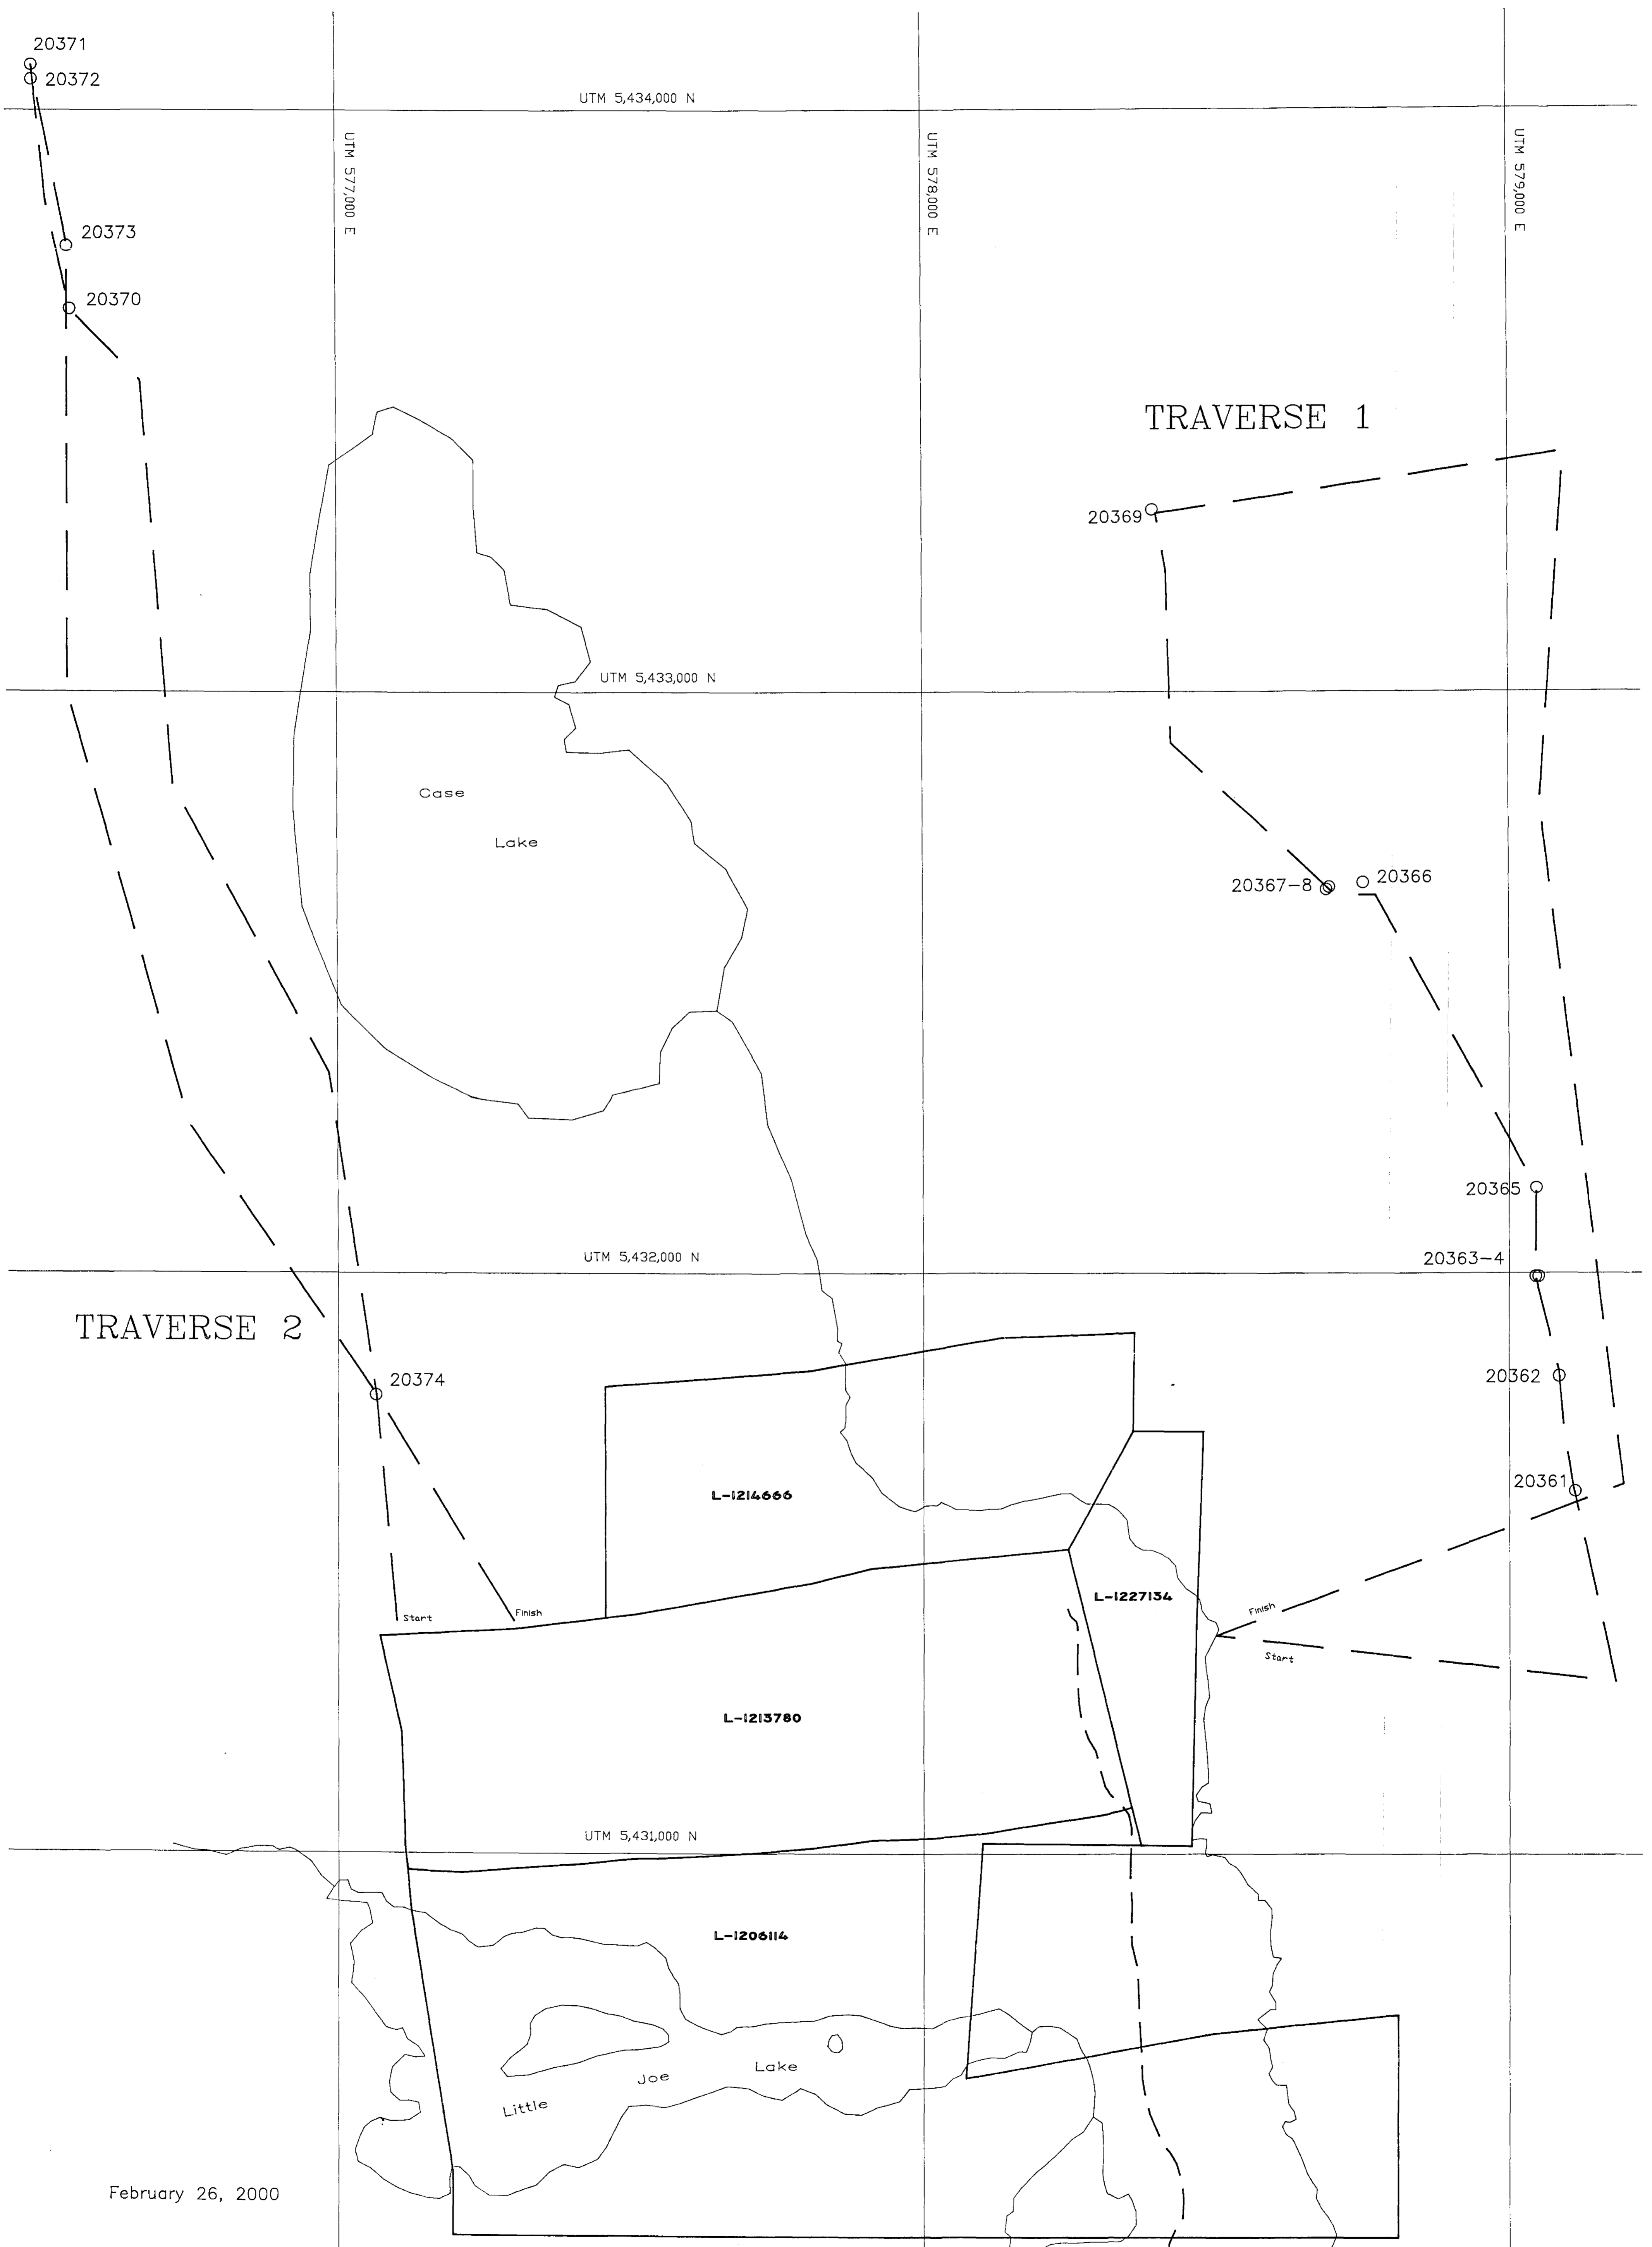 20371
20372
UTM 5,434,000 N
UTM 577,000 E
UTM 578,000 E
UTM 579,000 E
20373
20370
TRAVERSE 1
20369
UTM 5,433,000 N
Case
Lake
20367-8
20366
20365
20363-4
UTM 5,432,000 N
TRAVERSE 2
20374
20362
20361
L-1214666
L-1227134
Start
Finish
Finish
Start
L-1213780
UTM 5,431,000 N
L-1206114
Little
Joe
Lake
February 26, 2000